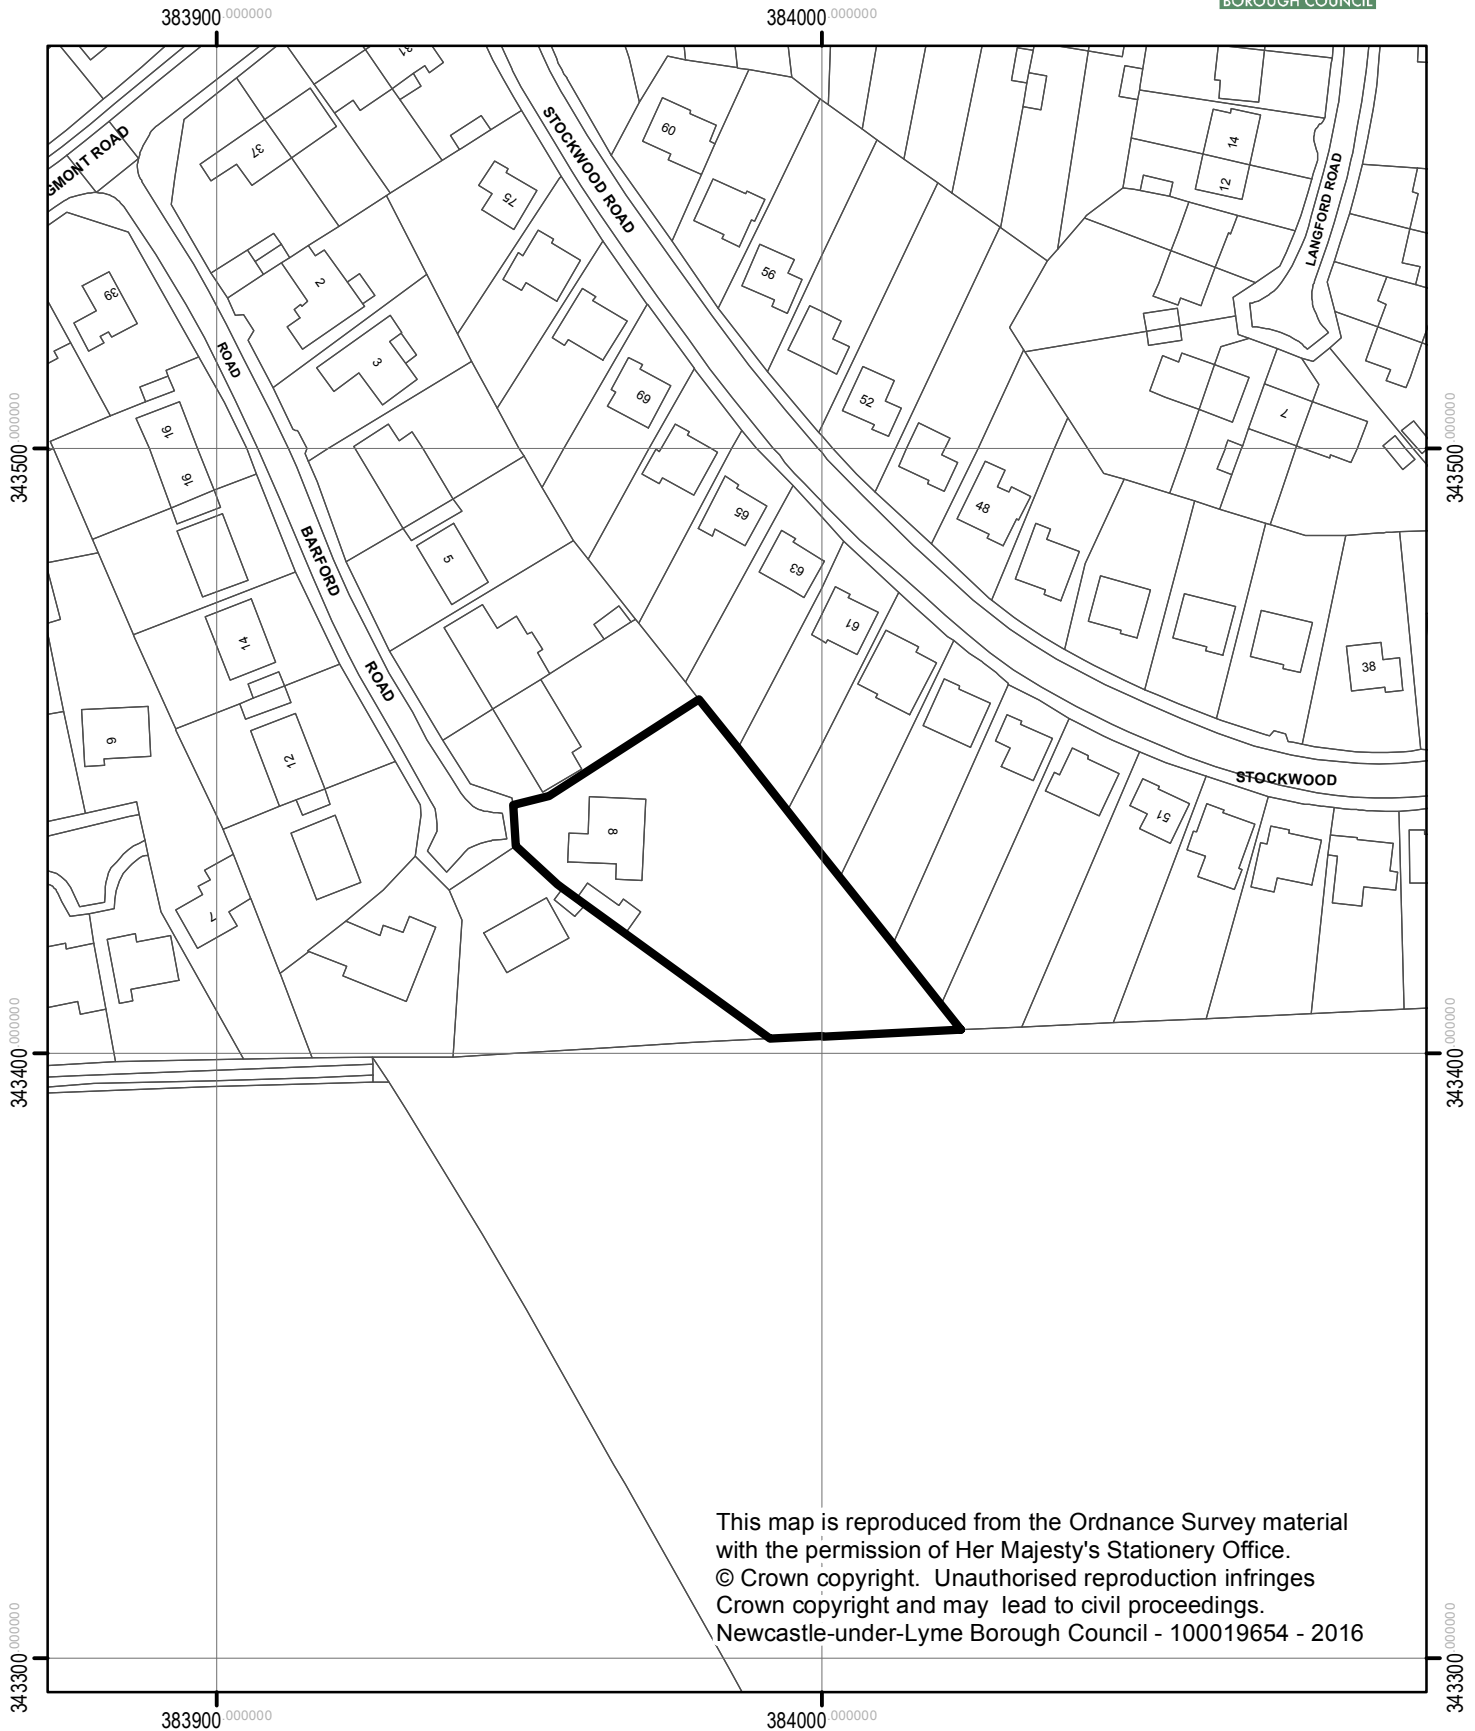 BOROUGH COUNCIL
383900.000000
384000.000000
GMONT ROAD
STOCKWOOD ROAD
LANGFORD ROAD
37
31
75
60
14
12
39
2
56
ROAD
3
69
52
7
16
16
343500.000000
343500.000000
65
48
BARFORD
5
63
61
14
ROAD
38
9
12
STOCKWOOD
51
8
7
343400.000000
343400.000000
This map is reproduced from the Ordnance Survey material
with the permission of Her Majesty's Stationery Office.
© Crown copyright. Unauthorised reproduction infringes
Crown copyright and may lead to civil proceedings.
Newcastle-under-Lyme Borough Council - 100019654 - 2016
343300.000000
343300.000000
383900.000000
384000.000000